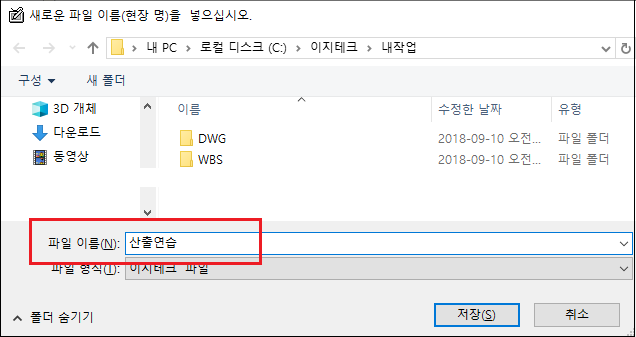 새로운 파일 이름(현장 명)을 넣으십시오.
내 PC > 로컬 디스크 (C:) > 이지테크 > 내작업
구성 새 폴더
이름 수정한 날짜 유형
3D 개체
다운로드
동영상
DWG 2018-09-10 오전... 파일 폴더
WBS 2018-09-10 오전... 파일 폴더
파일 이름(N): 산출연습
파일 형식(T): 이지테크 파일
폴더 숨기기 저장(S) 취소